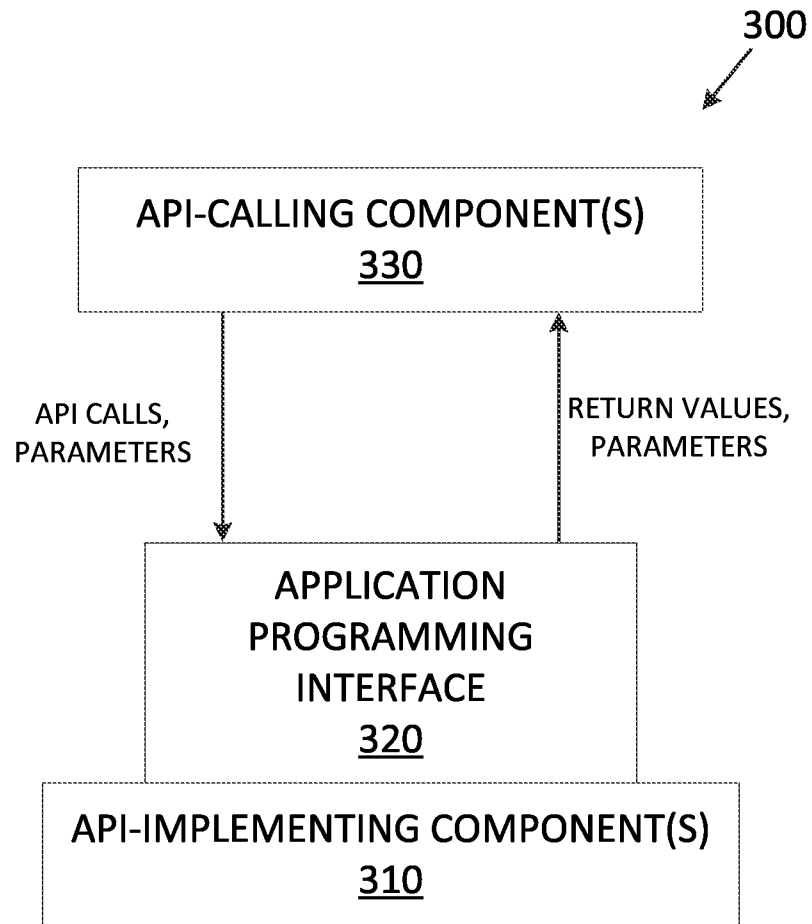 300
API-CALLING COMPONENT(S)
330
API CALLS,
PARAMETERS
RETURN VALUES,
PARAMETERS
APPLICATION
PROGRAMMING
INTERFACE
320
API-IMPLEMENTING COMPONENT(S)
310